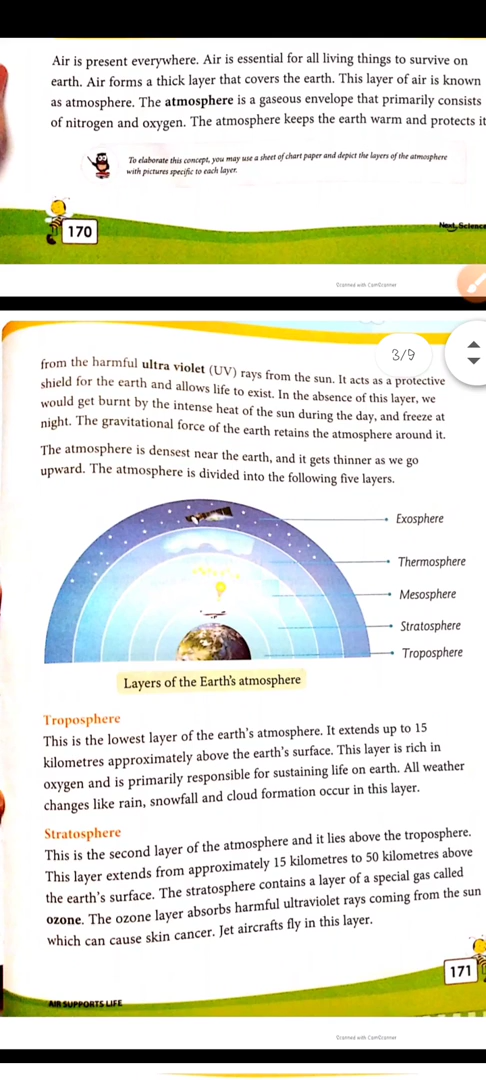 Air is present everywhere. Air is essential for all living things to survive on
earth. Air forms a thick layer that covers the earth. This layer of air is known
as atmosphere. The atmosphere is a gaseous envelope that primarily consists
of nitrogen and oxygen. The atmosphere keeps the earth warm and protects it
To elaborate this concept, you may use a sheet of chart paper and depict the layers of the atmosphere
with pictures specific to each layer.
170
Next Science
Scanned with CamScanner
3/9
from the harmful ultra violet (UV) rays from the sun. It acts as a protective
shield for the earth and allows life to exist. In the absence of this layer, we
would get burnt by the intense heat of the sun during the day, and freeze at
night. The gravitational force of the earth retains the atmosphere around it.
The atmosphere is densest near the earth, and it gets thinner as we go
upward. The atmosphere is divided into the following five layers.
Exosphere
Thermosphere
Mesosphere
Stratosphere
Troposphere
Layers of the Earth's atmosphere
Troposphere
This is the lowest layer of the earth's atmosphere. It extends up to 15
kilometres approximately above the earth's surface. This layer is rich in
oxygen and is primarily responsible for sustaining life on earth. All weather
changes like rain, snowfall and cloud formation occur in this layer.
Stratosphere
This is the second layer of the atmosphere and it lies above the troposphere.
This layer extends from approximately 15 kilometres to 50 kilometres above
the earth's surface. The stratosphere contains a layer of a special gas called
ozone. The ozone layer absorbs harmful ultraviolet rays coming from the sun
which can cause skin cancer. Jet aircrafts fly in this layer.
171
AIR SUPPORTS LIFE
Scanned with CamScanner